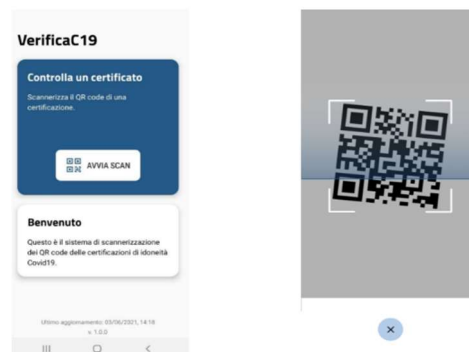 VerificaC19
Controlla un certificato
Scannerizza il QR code di una
certificazione.
AVVIA SCAN
Benvenuto
Questo è il sistema di scannerizzazione
dei QR code delle certificazioni di idoneità
Covid19.
Ultimo aggiornamento: 03/06/2021, 14:18
v. 1.0.0